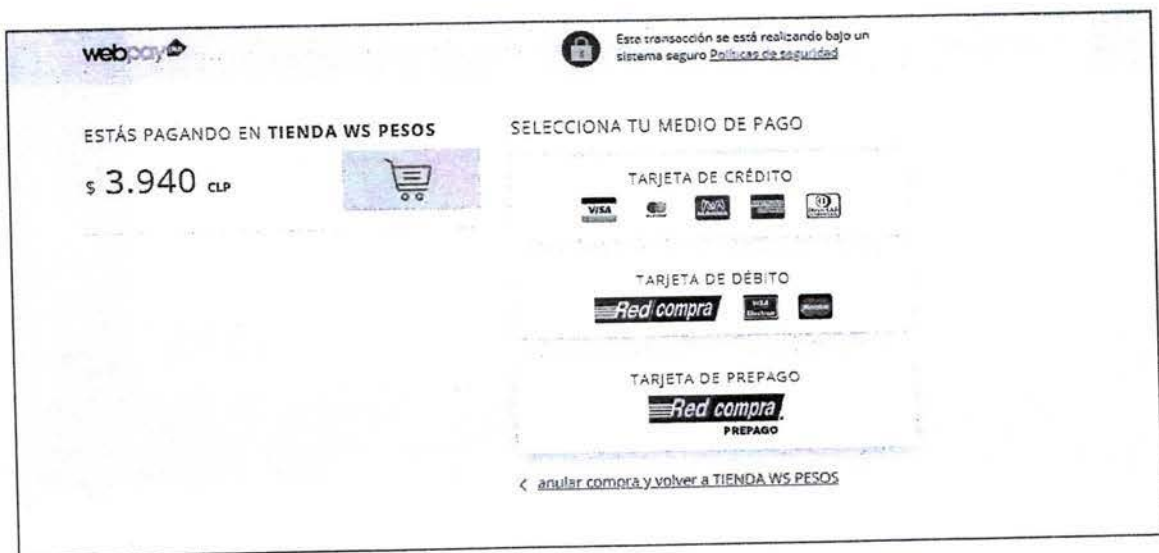 webpay
Esta transacción se está realizando bajo un
sistema seguro Políticas de seguridad
ESTÁS PAGANDO EN TIENDA WS PESOS
$ 3.940 CLP
SELECCIONA TU MEDIO DE PAGO
TARJETA DE CRÉDITO
VISA
TARJETA DE DÉBITO
Red compra
VISA
Electron
TARJETA DE PREPAGO
Red compra
PREPAGO
< anular compra y volver a TIENDA WS PESOS